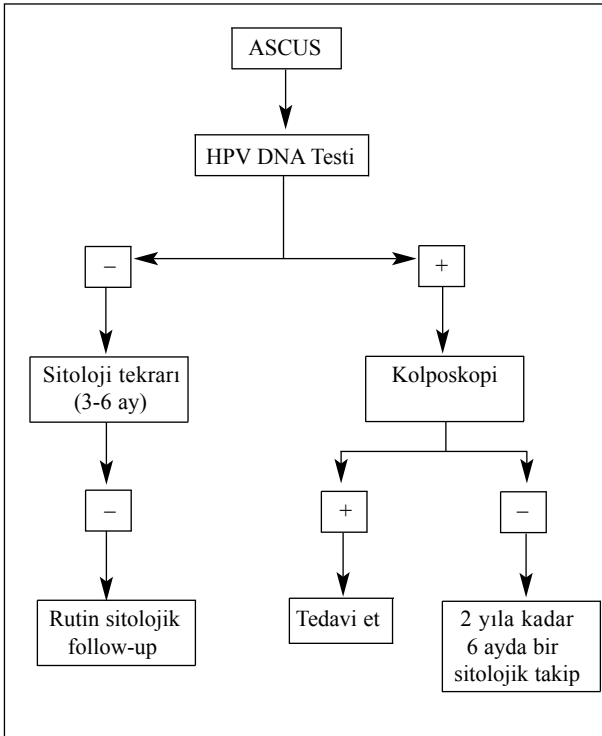 ASCUS
HPV DNA Testi
–
+
Sitoloji tekrarı
(3-6 ay)
Kolposkopi
–
+
–
Rutin sitolojik
follow-up
Tedavi et
2 yıla kadar
6 ayda bir
sitolojik takip